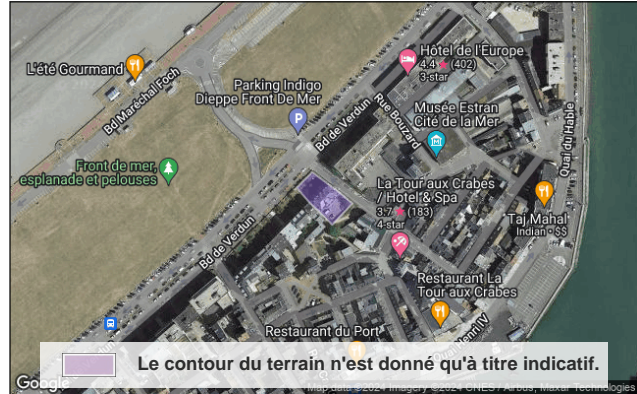 Hôtel de l'Europe
4,4 ★ (402)
3-star
L'été Gourmand
Bd Maréchal Foch
Parking Indigo
Dieppe Front De Mer
Bd de Verdun
Rue Bouzard
Musée Estran
Cité de la Mer
Quai du Hable
Front de mer,
esplanade et pelouses
La Tour aux Crabes
/ Hotel & Spa
3,7 ★ (183)
4-star
Taj Mahal
Indian • $$
Bd de Verdun
Restaurant La
Tour aux Crabes
Quai Henri IV
Restaurant du Port
Le contour du terrain n'est donné qu'à titre indicatif.
Google
Map data ©2024 Imagery ©2024 CNES / Airbus, Maxar Technologies